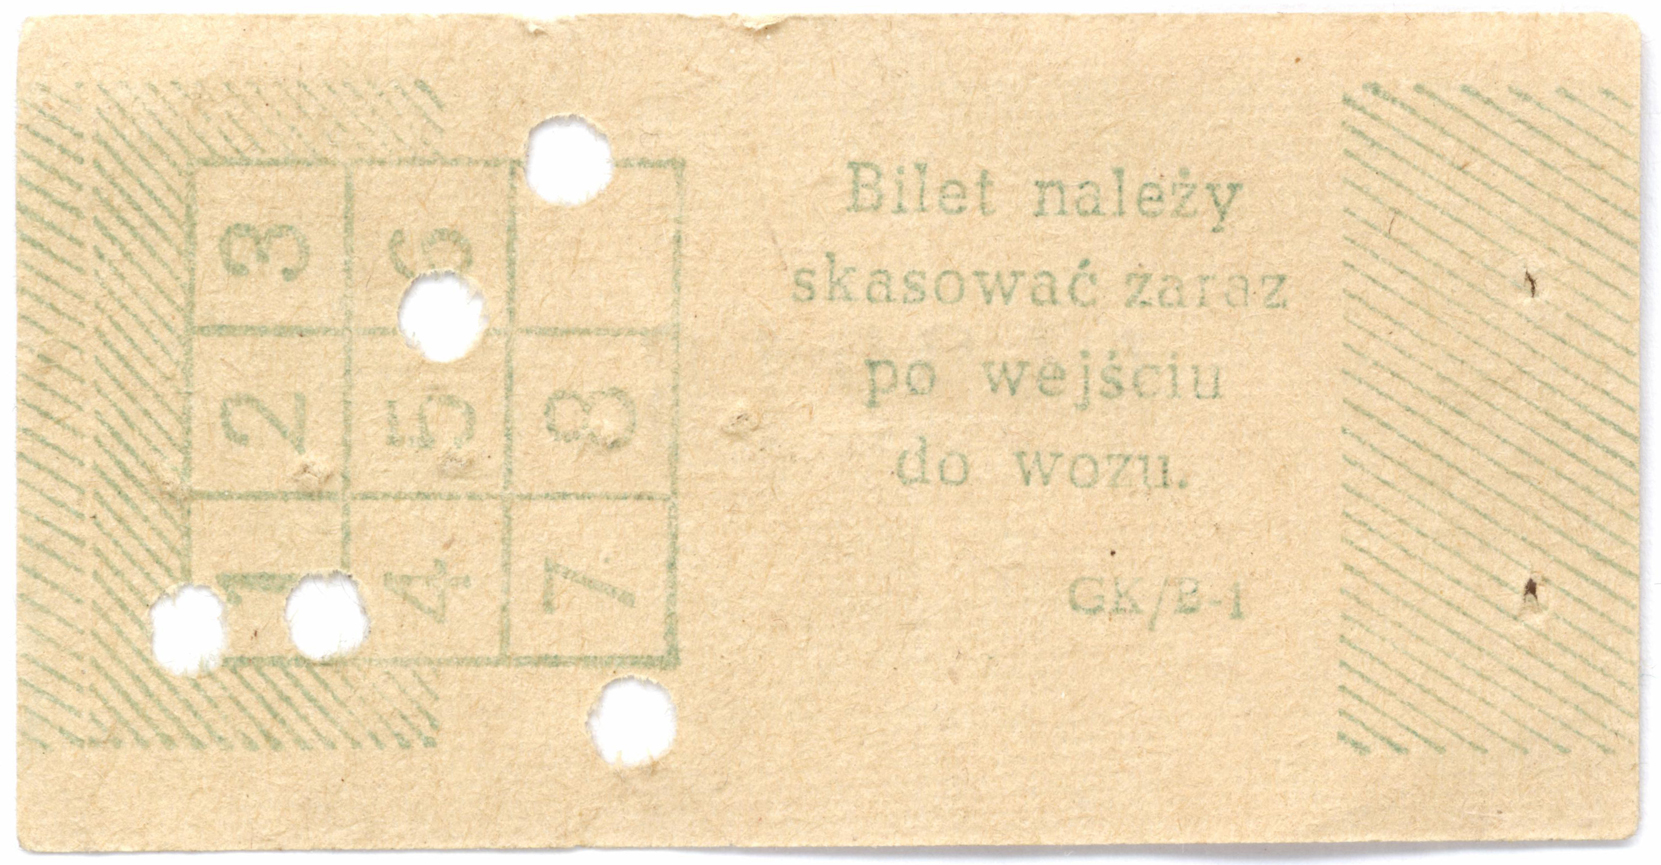 3 6
2 5 8
1 4 7
Bilet należy
skasować zaraz
po wejściu
do wozu.
GK/B-1